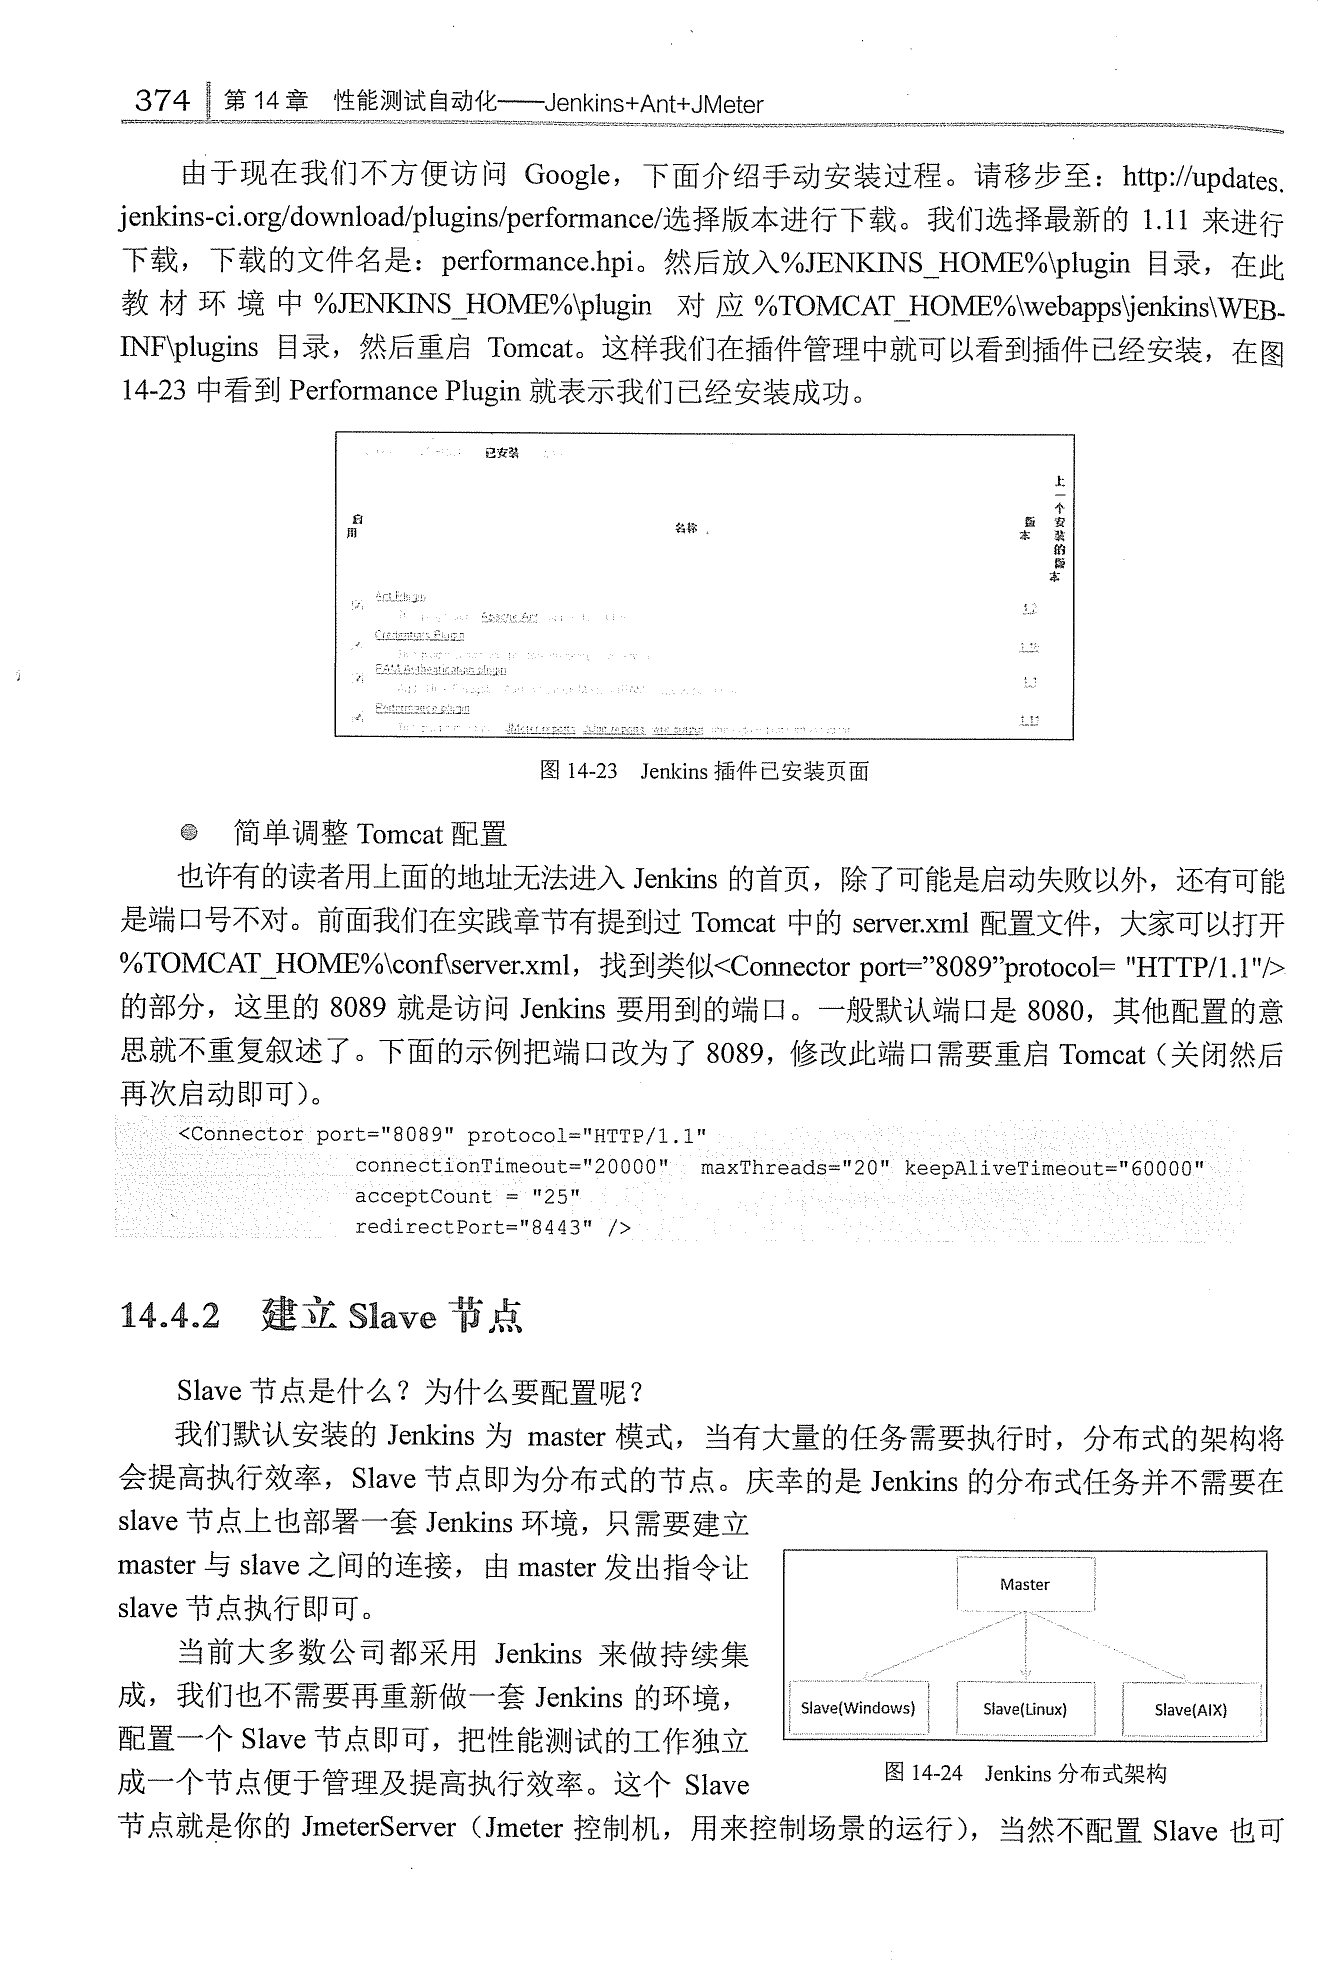 374 第14章 性能测试自动化——Jenkins+Ant+JMeter
由于现在我们不方便访问 Google，下面介绍手动安装过程。请移步至：http://updates.
jenkins-ci.org/download/plugins/performance/选择版本进行下载。我们选择最新的 1.11 来进行
下载，下载的文件名是：performance.hpi。然后放入%JENKINS_HOME%\plugin 目录，在此
教材环境中%JENKINS_HOME%\plugin 对应%TOMCAT_HOME%\webapps\jenkins\WEB-
INF\plugins 目录，然后重启 Tomcat。这样我们在插件管理中就可以看到插件已经安装，在图
14-23 中看到 Performance Plugin 就表示我们已经安装成功。
已安装
启用 名称 版本 上一个安装的版本
Ant Plugin
Apache Ant
Credentials Plugin
PAM Authentication plugin
Performance plugin
1.11
JMeter reports
图 14-23 Jenkins 插件已安装页面
● 简单调整 Tomcat 配置
也许有的读者用上面的地址无法进入 Jenkins 的首页，除了可能是启动失败以外，还有可能
是端口号不对。前面我们在实践章节有提到过 Tomcat 中的 server.xml 配置文件，大家可以打开
%TOMCAT_HOME%\conf\server.xml，找到类似<Connector port=”8089”protocol= "HTTP/1.1"/>
的部分，这里的 8089 就是访问 Jenkins 要用到的端口。一般默认端口是 8080，其他配置的意
思就不重复叙述了。下面的示例把端口改为了 8089，修改此端口需要重启 Tomcat（关闭然后
再次启动即可）。
<Connector port="8089" protocol="HTTP/1.1"
connectionTimeout="20000" maxThreads="20" keepAliveTimeout="60000"
acceptCount = "25"
redirectPort="8443" />
14.4.2 建立 Slave 节点
Slave 节点是什么？为什么要配置呢？
我们默认安装的 Jenkins 为 master 模式，当有大量的任务需要执行时，分布式的架构将
会提高执行效率，Slave 节点即为分布式的节点。庆幸的是 Jenkins 的分布式任务并不需要在
slave 节点上也部署一套 Jenkins 环境，只需要建立
master 与 slave 之间的连接，由 master 发出指令让
slave 节点执行即可。
当前大多数公司都采用 Jenkins 来做持续集
成，我们也不需要再重新做一套 Jenkins 的环境，
配置一个 Slave 节点即可，把性能测试的工作独立
成一个节点便于管理及提高执行效率。这个 Slave
Master
Slave(Windows) Slave(Linux) Slave(AIX)
图 14-24 Jenkins 分布式架构
节点就是你的 JmeterServer（Jmeter 控制机，用来控制场景的运行），当然不配置 Slave 也可